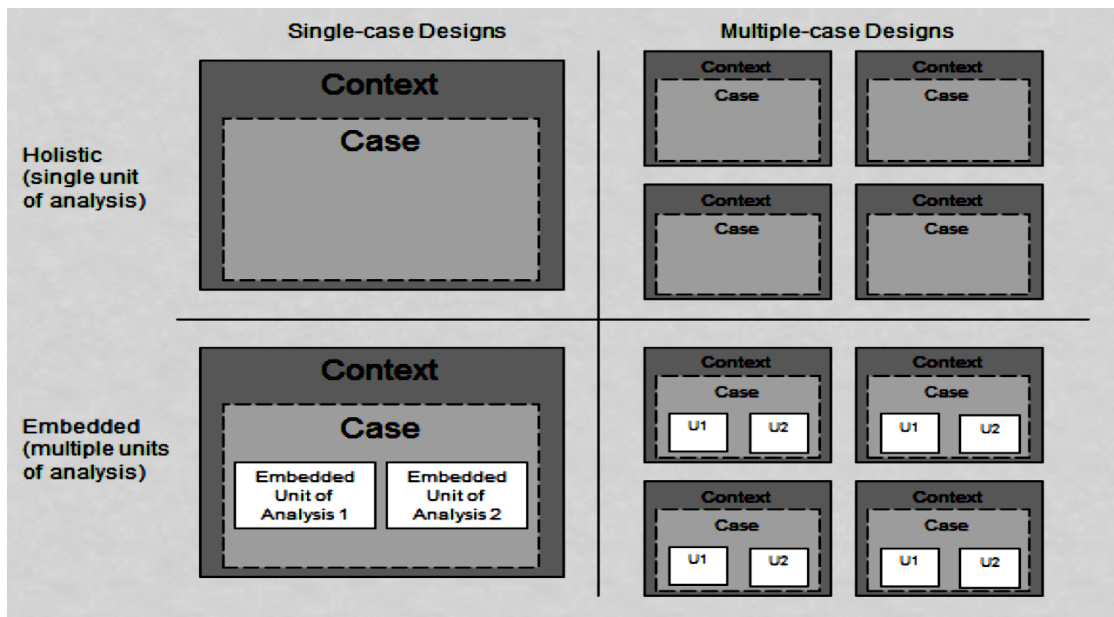 Single-case Designs
Multiple-case Designs
Holistic
(single unit
of analysis)
Context
Case
Context
Case
Context
Case
Context
Case
Context
Case
Embedded
(multiple units
of analysis)
Context
Case
Embedded
Unit of
Analysis 1
Embedded
Unit of
Analysis 2
Context
Case
U1
U2
Context
Case
U1
U2
Context
Case
U1
U2
Context
Case
U1
U2